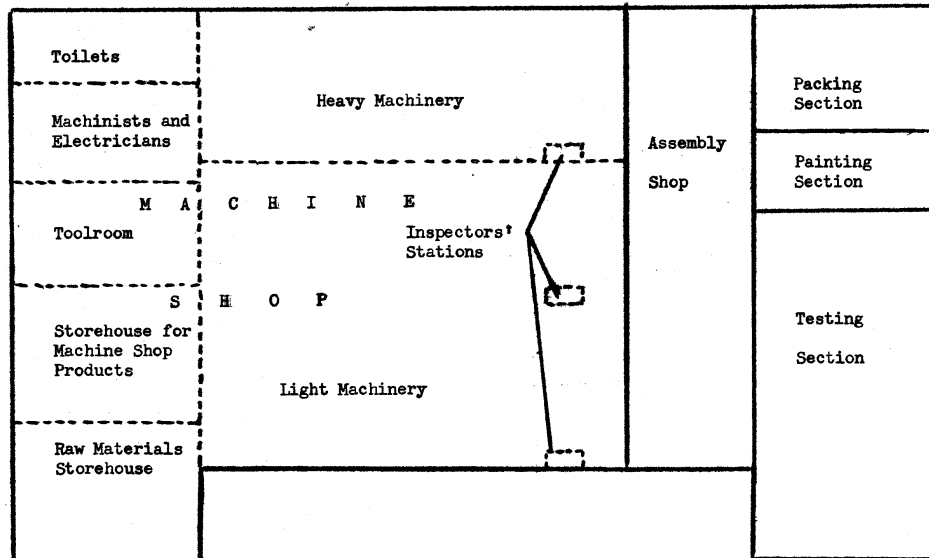 Toilets
Machinists and
Electricians
Toolroom
Storehouse for
Machine Shop
Products
Raw Materials
Storehouse
Heavy Machinery
M A C H I N E
S H O P
Inspectors'
Stations
Light Machinery
Assembly
Shop
Packing
Section
Painting
Section
Testing
Section